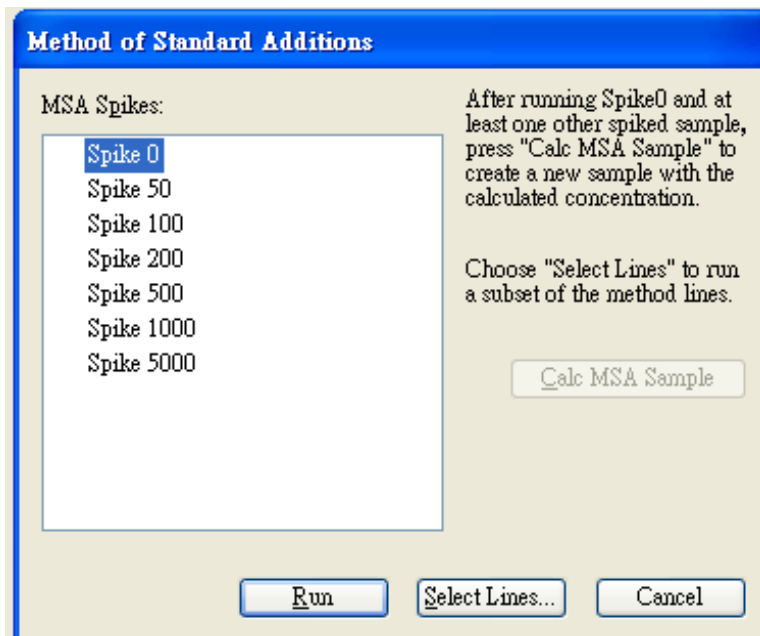 Method of Standard Additions
MSA Spikes:
Spike 0
Spike 50
Spike 100
Spike 200
Spike 500
Spike 1000
Spike 5000
After running Spike0 and at
least one other spiked sample,
press "Calc MSA Sample" to
create a new sample with the
calculated concentration.
Choose "Select Lines" to run
a subset of the method lines.
Calc MSA Sample
Run
Select Lines...
Cancel